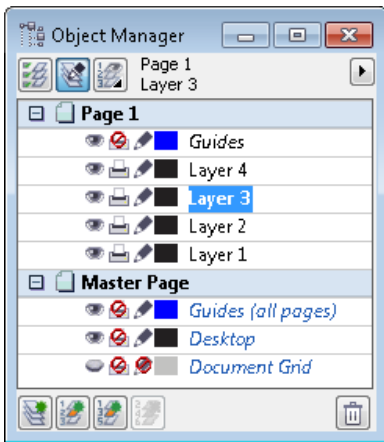 Object Manager
Page 1
Layer 3
Page 1
Guides
Layer 4
Layer 3
Layer 2
Layer 1
Master Page
Guides (all pages)
Desktop
Document Grid